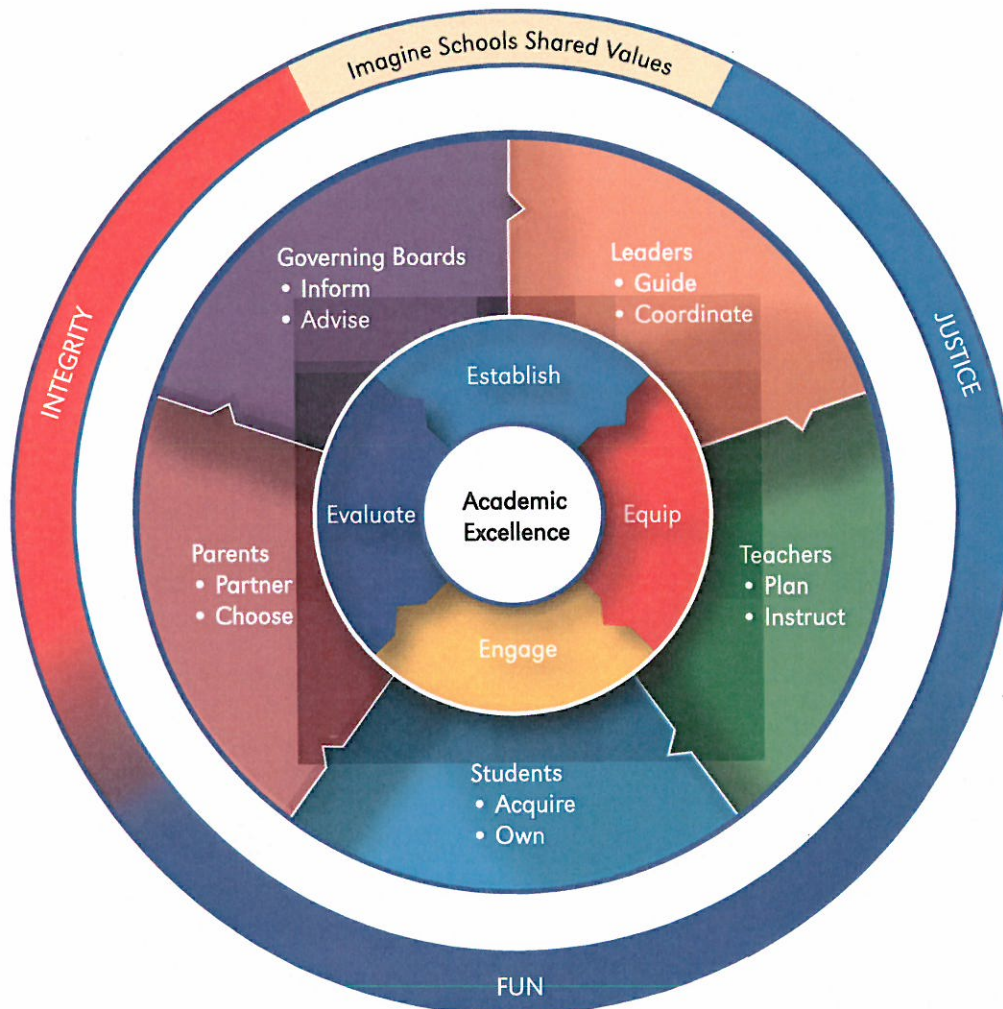 Imagine Schools Shared Values
INTEGRITY
JUSTICE
FUN
Governing Boards
• Inform
• Advise
Leaders
• Guide
• Coordinate
Teachers
• Plan
• Instruct
Students
• Acquire
• Own
Parents
• Partner
• Choose
Establish
Equip
Engage
Evaluate
Academic
Excellence